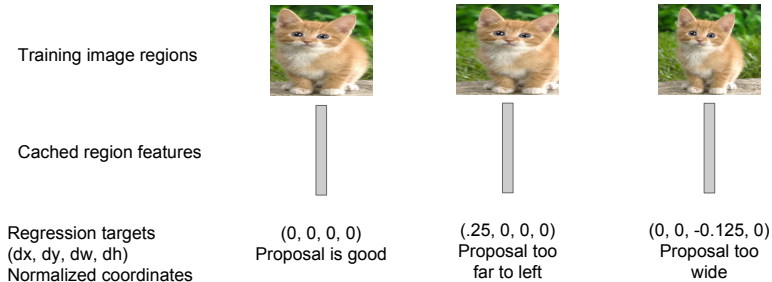 Training image regions
Cached region features
Regression targets
(dx, dy, dw, dh)
Normalized coordinates
(0, 0, 0, 0)
Proposal is good
(.25, 0, 0, 0)
Proposal too
far to left
(0, 0, -0.125, 0)
Proposal too
wide